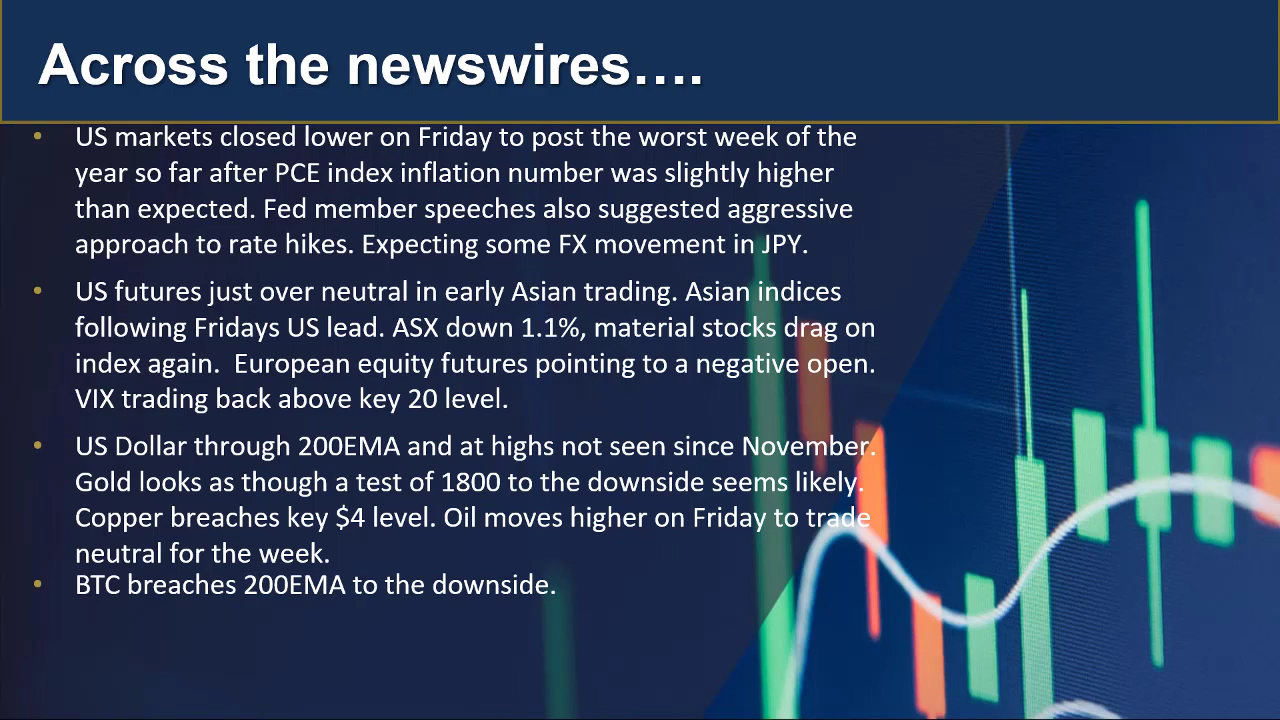 Across the newswires....
• US markets closed lower on Friday to post the worst week of the
year so far after PCE index inflation number was slightly higher
than expected. Fed member speeches also suggested aggressive
approach to rate hikes. Expecting some FX movement in JPY.
• US futures just over neutral in early Asian trading. Asian indices
following Fridays US lead. ASX down 1.1%, material stocks drag on
index again.  European equity futures pointing to a negative open.
VIX trading back above key 20 level.
• US Dollar through 200EMA and at highs not seen since November.
Gold looks as though a test of 1800 to the downside seems likely.
Copper breaches key $4 level. Oil moves higher on Friday to trade
neutral for the week.
• BTC breaches 200EMA to the downside.